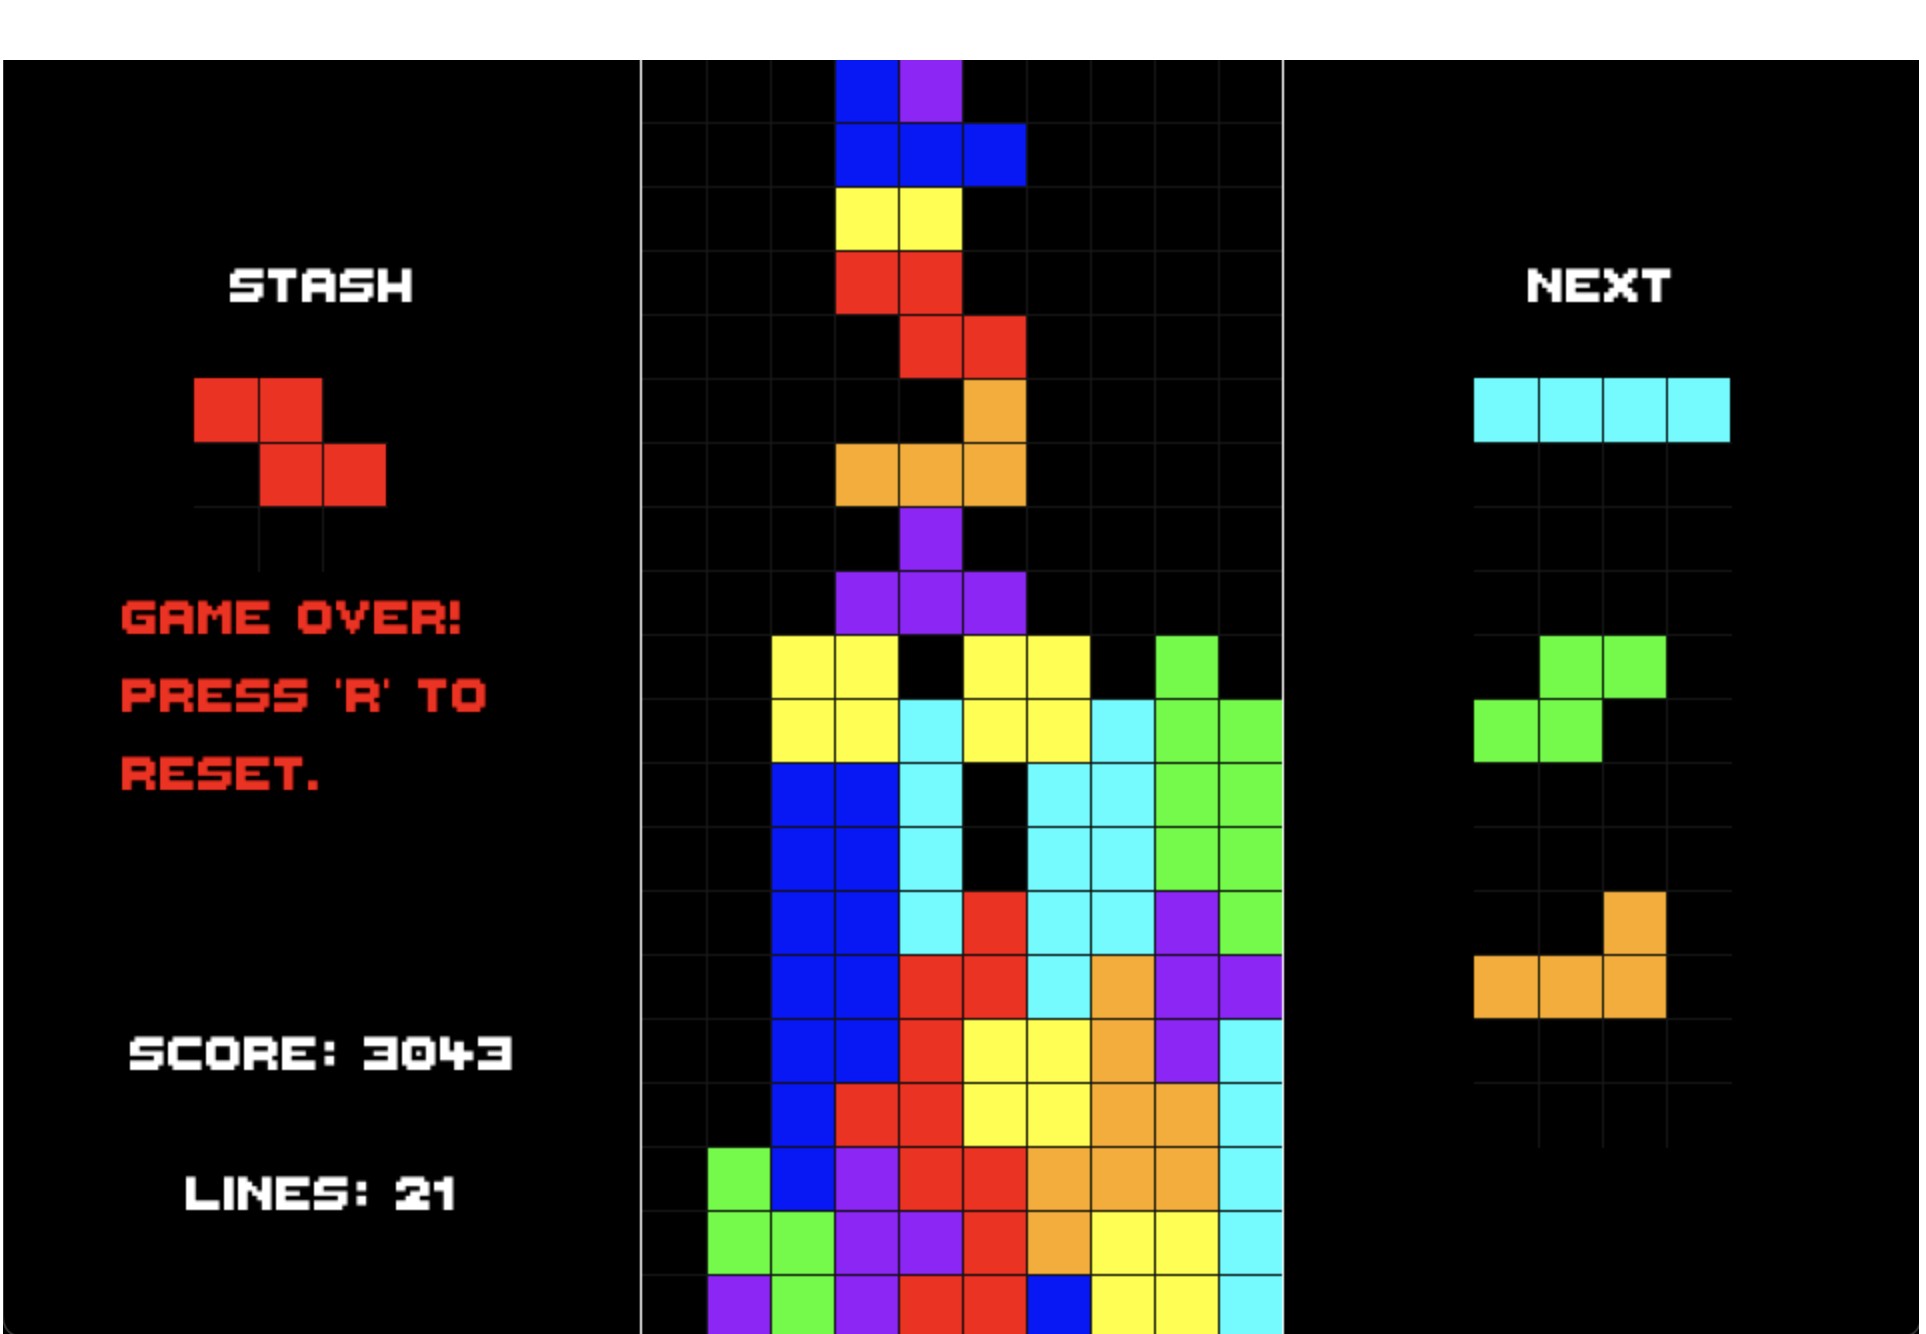 STASH
NEXT
GAME OVER!
PRESS 'R' TO
RESET.
SCORE: 3043
LINES: 21